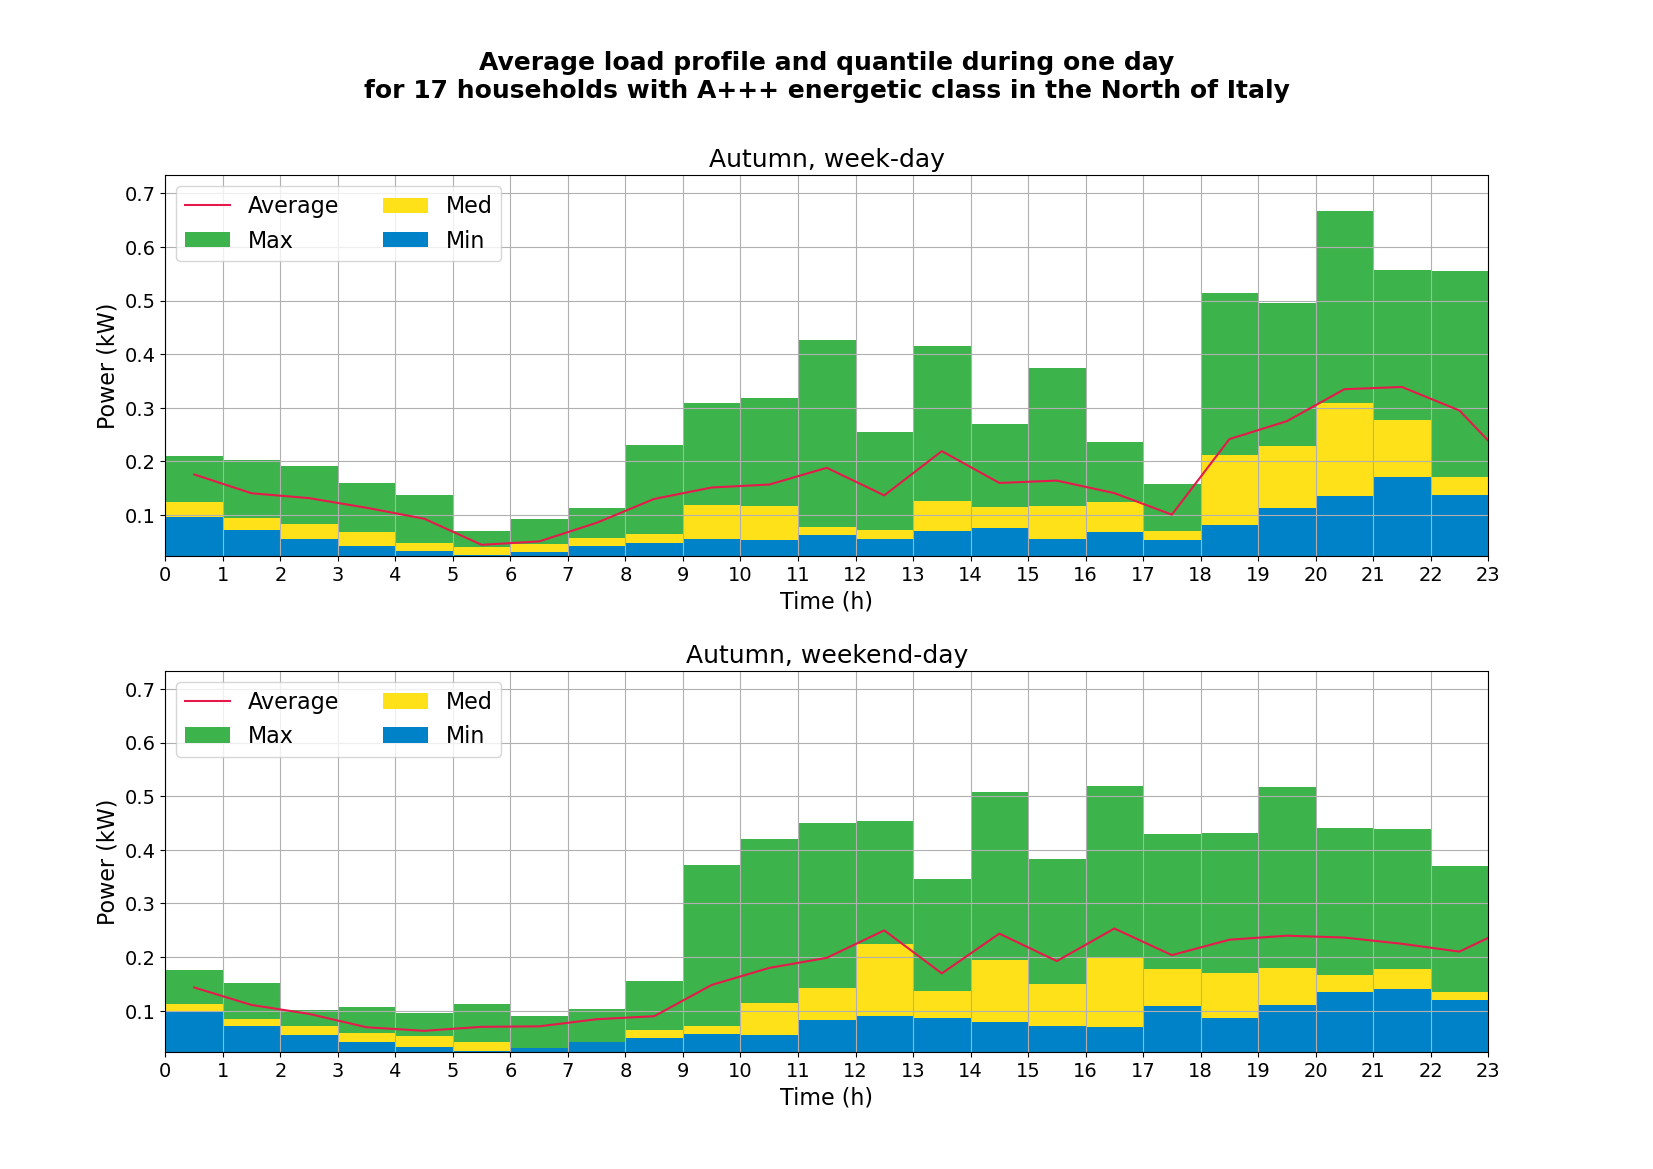 Average load profile and quantile during one day
for 17 households with A+++ energetic class in the North of Italy
Autumn, week-day
Average Med
Max Min
0.7
0.6
0.5
0.4
0.3
0.2
0.1
Power (kW)
0 1 2 3 4 5 6 7 8 9 10 11 12 13 14 15 16 17 18 19 20 21 22 23
Time (h)
Autumn, weekend-day
Average Med
Max Min
0.7
0.6
0.5
0.4
0.3
0.2
0.1
Power (kW)
0 1 2 3 4 5 6 7 8 9 10 11 12 13 14 15 16 17 18 19 20 21 22 23
Time (h)